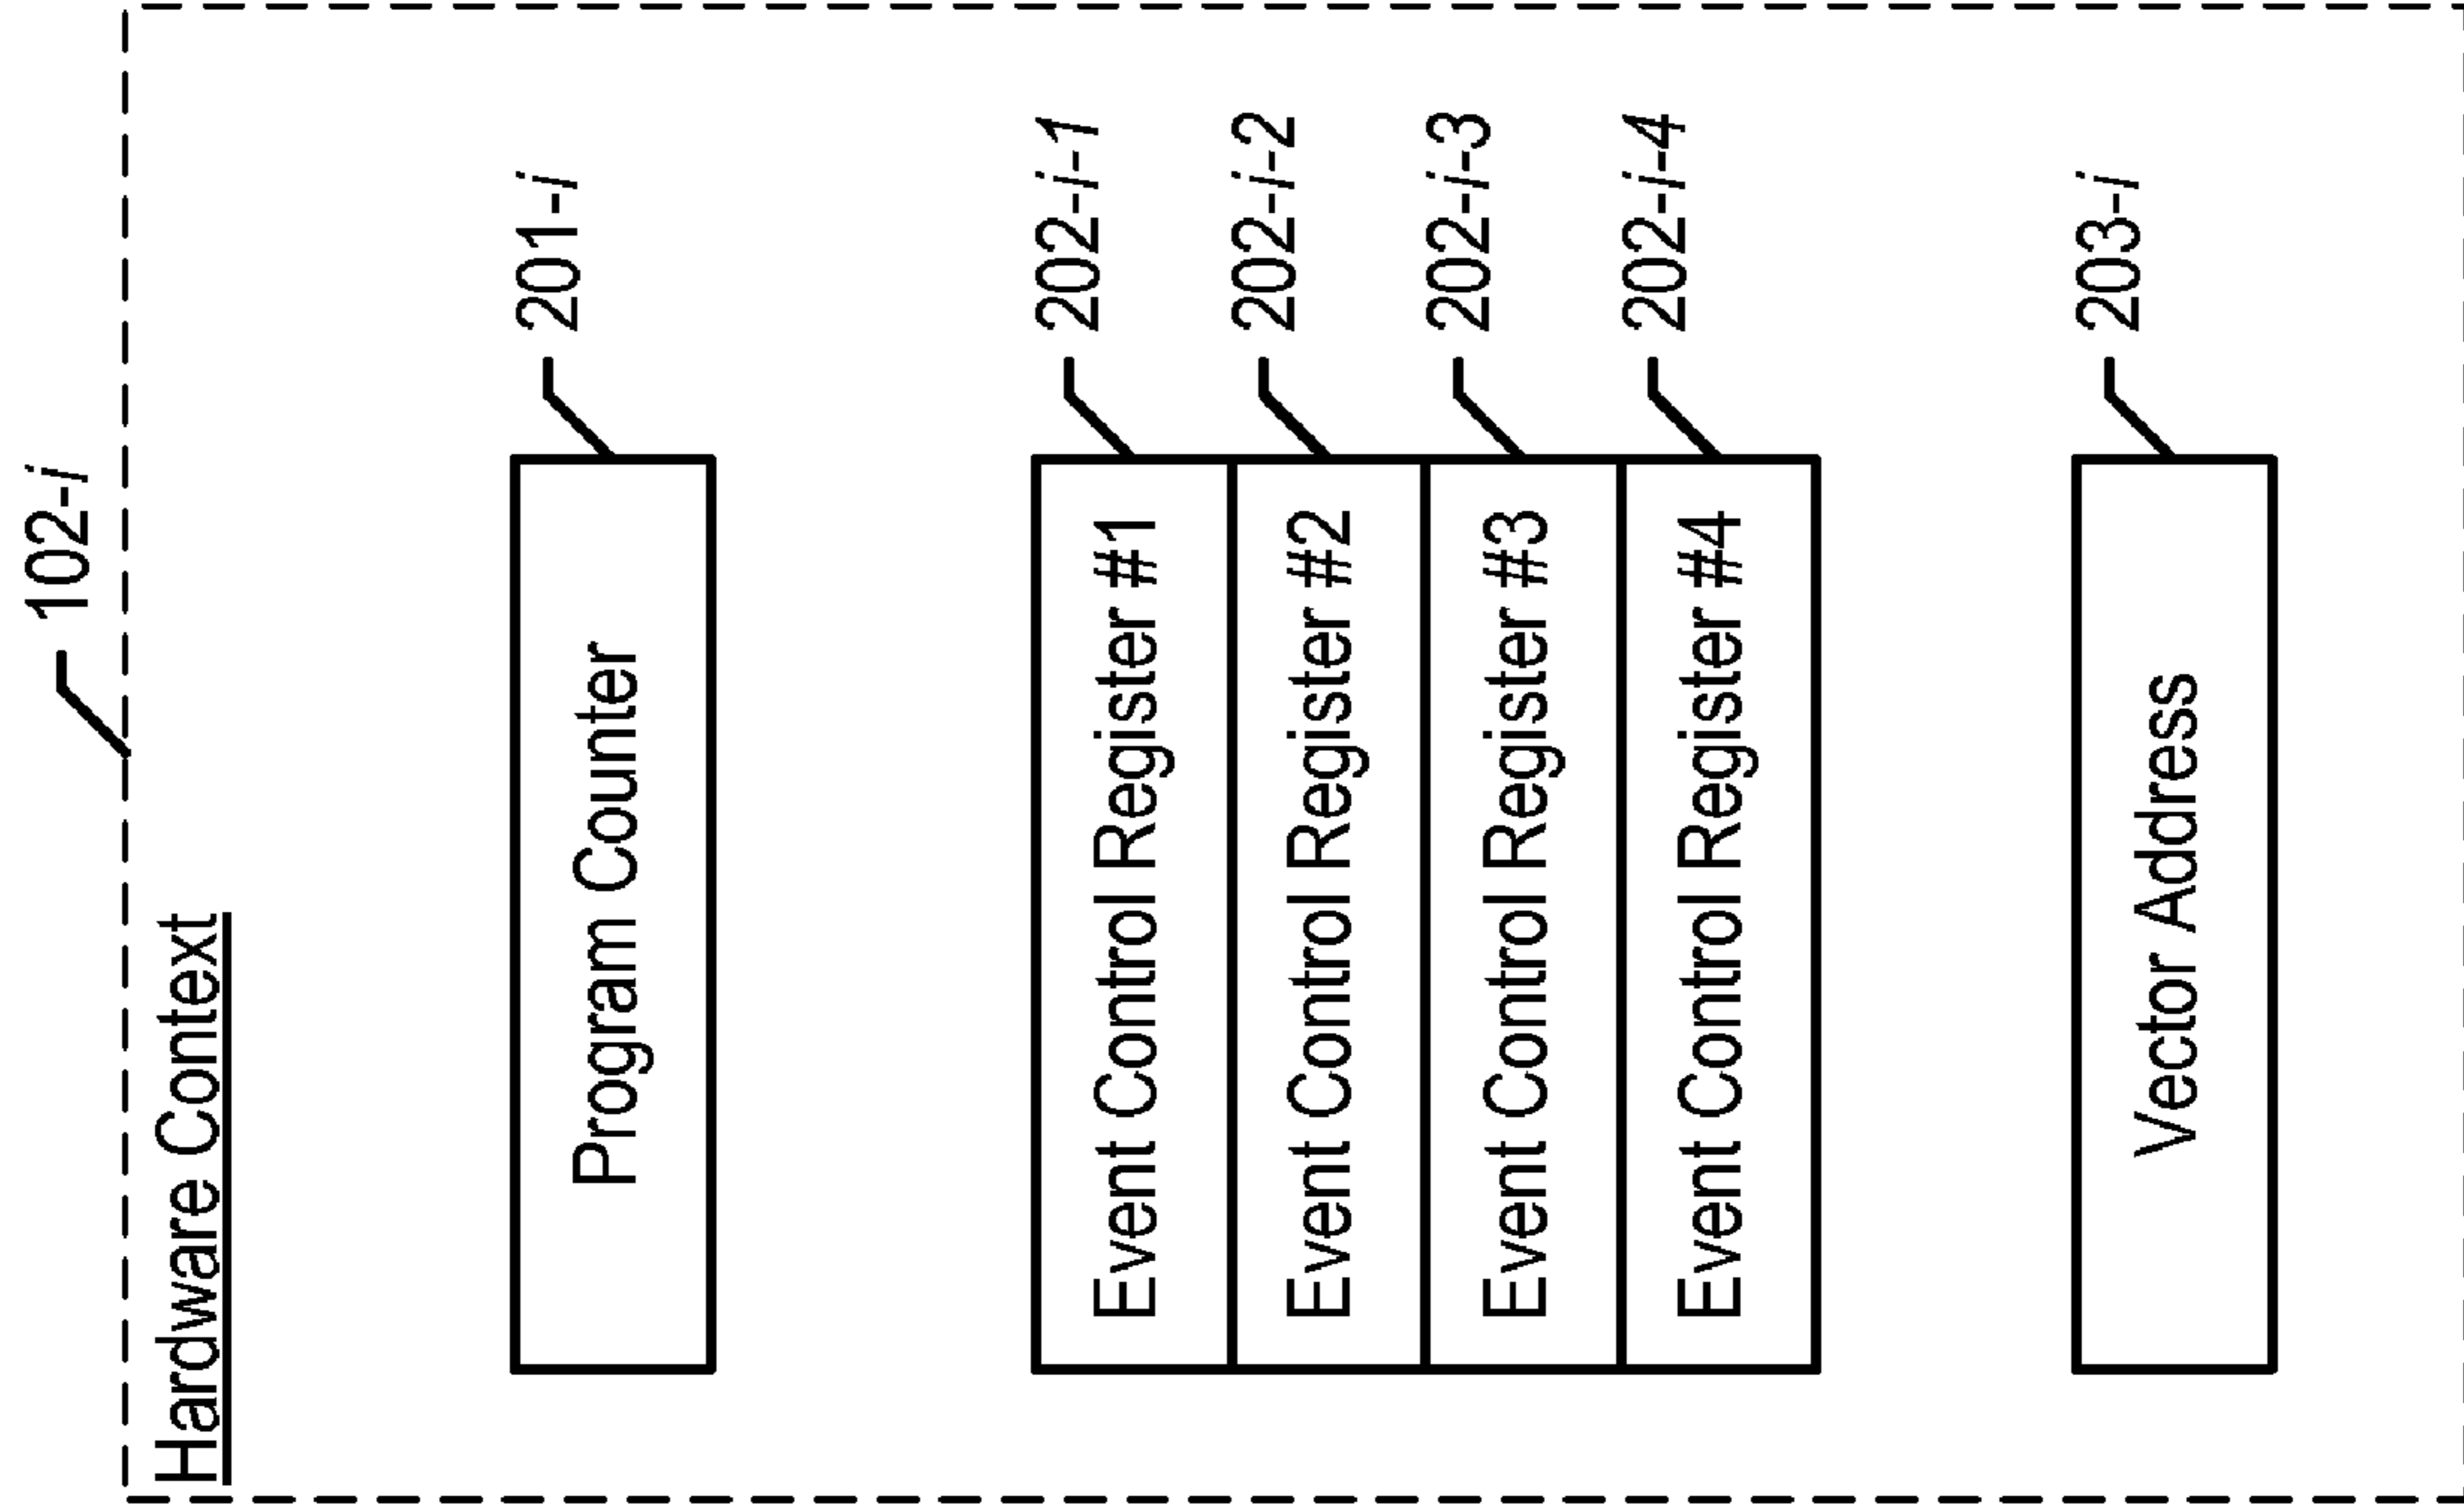 102-i
Hardware Context
Program Counter
201-i
Event Control Register #1
202-i-1
Event Control Register #2
202-i-2
Event Control Register #3
202-i-3
Event Control Register #4
202-i-4
Vector Address
203-i